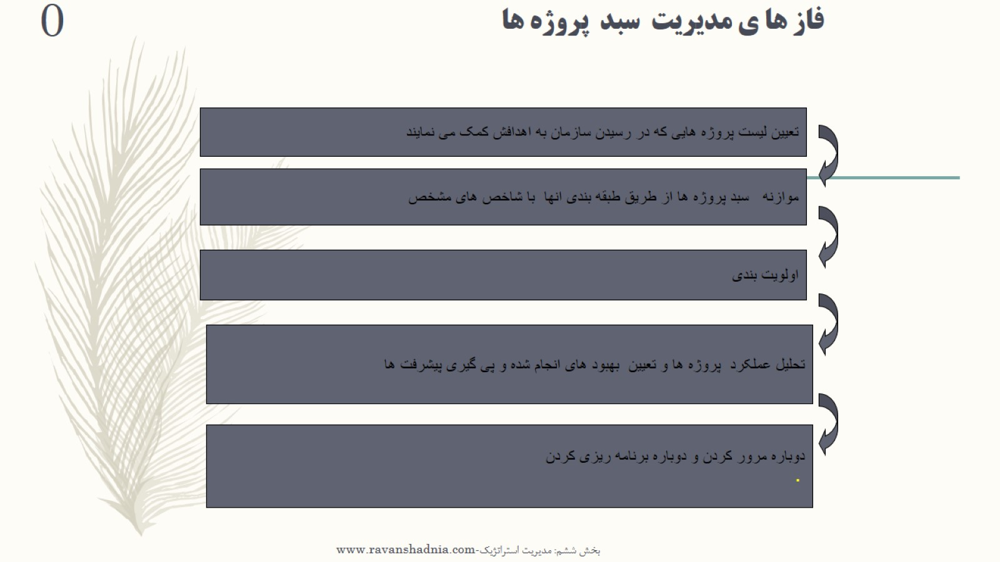 0
فاز ها ی مدیریت سبد پروژه ها
تعیین لیست پروژه هایی که در رسیدن سازمان به اهدافش کمک می نمایند
موازنه سبد پروژه ها از طریق طبقه بندی انها با شاخص های مشخص
اولویت بندی
تحلیل عملکرد پروژه ها و تعیین بهبود های انجام شده و پی گیری پیشرفت ها
دوباره مرور کردن و دوباره برنامه ریزی کردن
.
بخش ششم: مدیریت استراتژیک-www.ravanshadnia.com